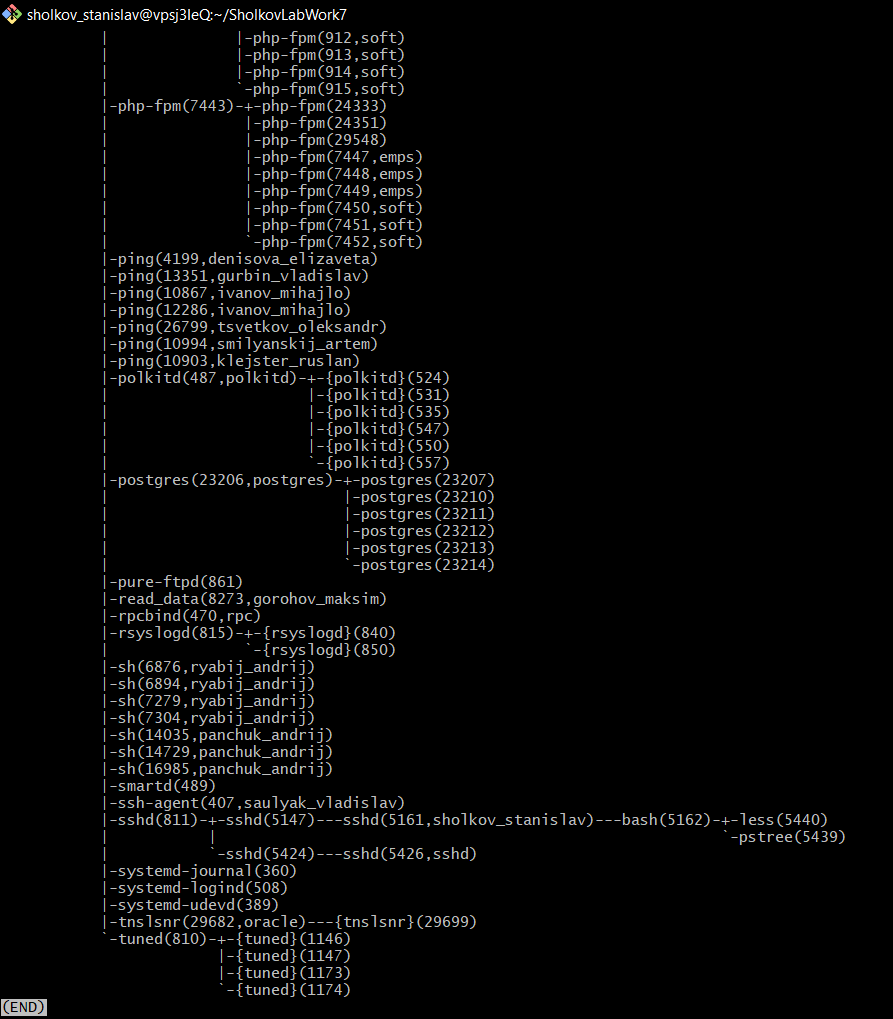 sholkov_stanislav@vpsj3IeQ:~/SholkovLabWork7
           |              |-php-fpm(912,soft)
           |              |-php-fpm(913,soft)
           |              |-php-fpm(914,soft)
           |              `-php-fpm(915,soft)
           |-php-fpm(7443)-+-php-fpm(24333)
           |               |-php-fpm(24351)
           |               |-php-fpm(29548)
           |               |-php-fpm(7447,emps)
           |               |-php-fpm(7448,emps)
           |               |-php-fpm(7449,emps)
           |               |-php-fpm(7450,soft)
           |               |-php-fpm(7451,soft)
           |               `-php-fpm(7452,soft)
           |-ping(4199,denisova_elizaveta)
           |-ping(13351,gurbin_vladislav)
           |-ping(10867,ivanov_mihajlo)
           |-ping(12286,ivanov_mihajlo)
           |-ping(26799,tsvetkov_oleksandr)
           |-ping(10994,smilyanskij_artem)
           |-ping(10903,klejster_ruslan)
           |-polkitd(487,polkitd)-+-{polkitd}(524)
           |                      |-{polkitd}(531)
           |                      |-{polkitd}(535)
           |                      |-{polkitd}(547)
           |                      |-{polkitd}(550)
           |                      `-{polkitd}(557)
           |-postgres(23206,postgres)-+-postgres(23207)
           |                          |-postgres(23210)
           |                          |-postgres(23211)
           |                          |-postgres(23212)
           |                          |-postgres(23213)
           |                          `-postgres(23214)
           |-pure-ftpd(861)
           |-read_data(8273,gorohov_maksim)
           |-rpcbind(470,rpc)
           |-rsyslogd(815)-+-{rsyslogd}(840)
           |               `-{rsyslogd}(850)
           |-sh(6876,ryabij_andrij)
           |-sh(6894,ryabij_andrij)
           |-sh(7279,ryabij_andrij)
           |-sh(7304,ryabij_andrij)
           |-sh(14035,panchuk_andrij)
           |-sh(14729,panchuk_andrij)
           |-sh(16985,panchuk_andrij)
           |-smartd(489)
           |-ssh-agent(407,saulyak_vladislav)
           |-sshd(811)-+-sshd(5147)---sshd(5161,sholkov_stanislav)---bash(5162)-+-less(5440)
           |           |                                                        `-pstree(5439)
           |           `-sshd(5424)---sshd(5426,sshd)
           |-systemd-journal(360)
           |-systemd-logind(508)
           |-systemd-udevd(389)
           |-tnslsnr(29682,oracle)---{tnslsnr}(29699)
           `-tuned(810)-+-{tuned}(1146)
                        |-{tuned}(1147)
                        |-{tuned}(1173)
                        `-{tuned}(1174)
(END)